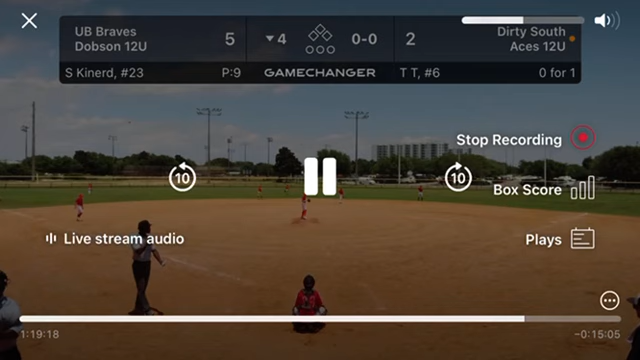 UB Braves
Dobson 12U
5
4
0-0
2
Dirty South
Aces 12U
S Kinerd, #23
P:9
GAMECHANGER
T T, #6
0 for 1
Stop Recording
10
10
Box Score
Live stream audio
Plays
1:19:18
−0:15:05